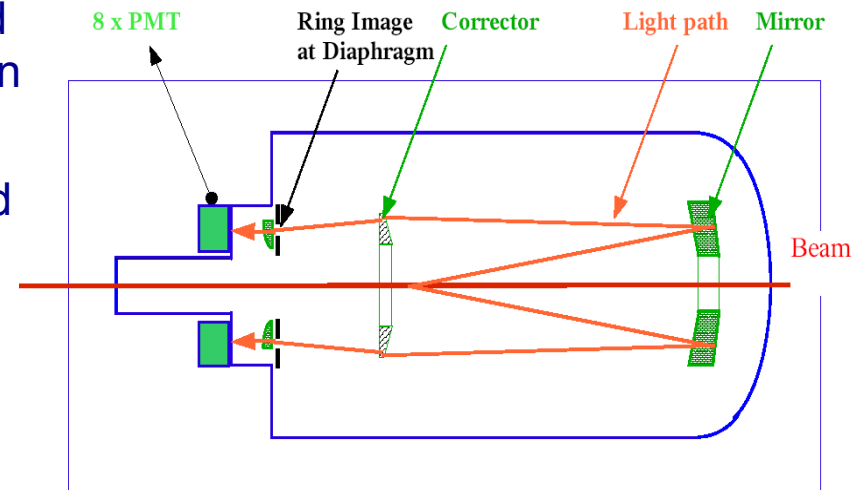 8 x PMT
Ring Image
at Diaphragm
Corrector
Light path
Mirror
Beam